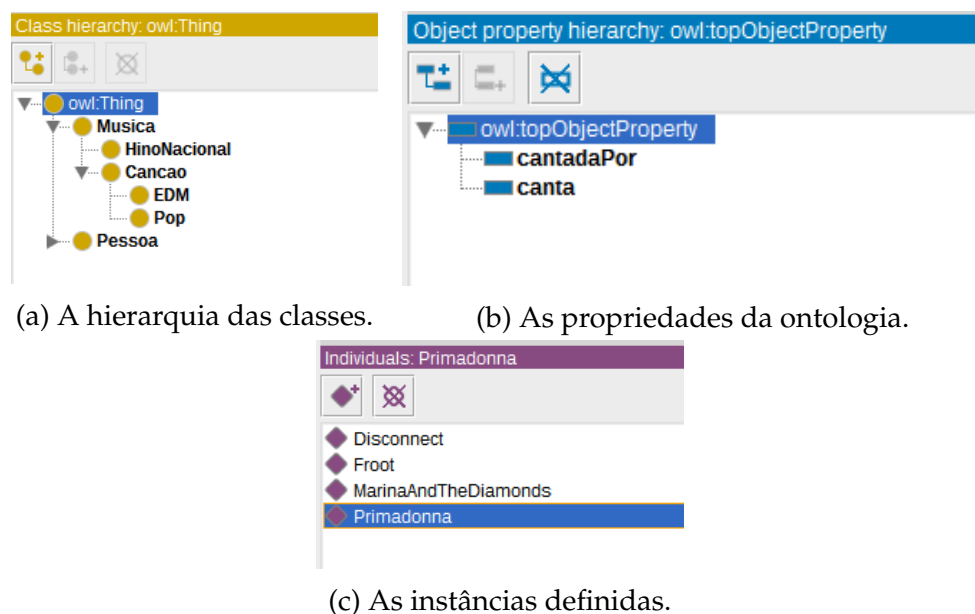 Class hierarchy: owl:Thing
owl:Thing
Musica
HinoNacional
Cancao
EDM
Pop
Pessoa
(a) A hierarquia das classes.
Object property hierarchy: owl:topObjectProperty
owl:topObjectProperty
cantadaPor
canta
(b) As propriedades da ontologia.
Individuals: Primadonna
Disconnect
Froot
MarinaAndTheDiamonds
Primadonna
(c) As instâncias definidas.